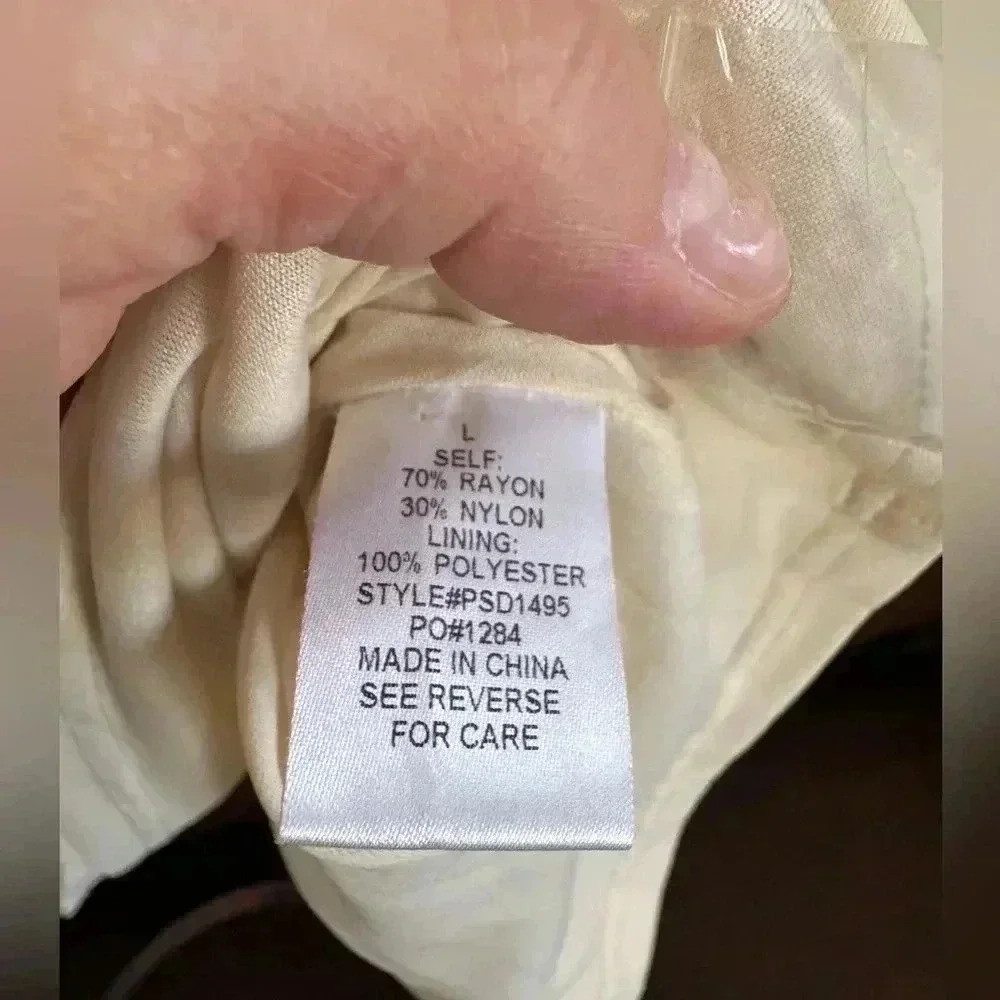 L
SELF:
70% RAYON
30% NYLON
LINING:
100% POLYESTER
STYLE#PSD1495
PO#1284
MADE IN CHINA
SEE REVERSE
FOR CARE